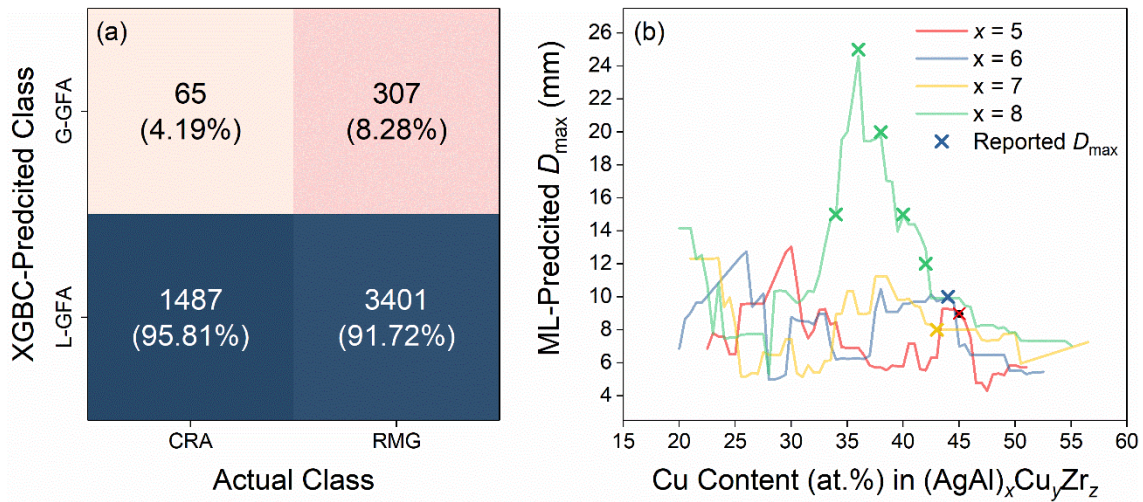 (a)
XGBC-Predcited Class
G-GFA
L-GFA
65
(4.19%)
307
(8.28%)
1487
(95.81%)
3401
(91.72%)
CRA
RMG
Actual Class
(b)
ML-Predcited Dmax (mm)
26
24
22
20
18
16
14
12
10
8
6
4
x = 5
x = 6
x = 7
x = 8
Reported Dmax
15 20 25 30 35 40 45 50 55 60
Cu Content (at.%) in (AgAl)xCuyZrz